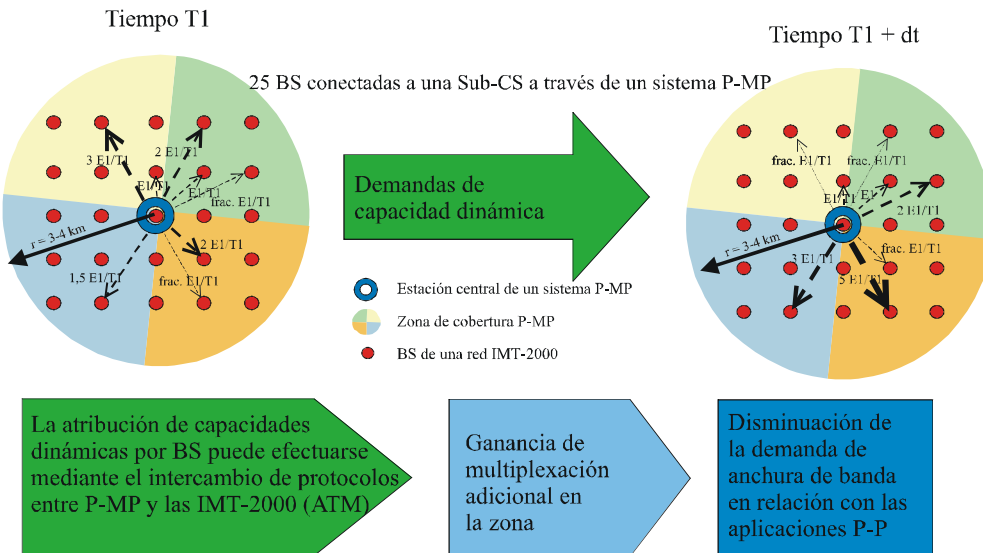 Tiempo T1
Tiempo T1 + dt
25 BS conectadas a una Sub-CS a través de un sistema P-MP
3 E1/T1
2 E1/T1
E1/T1
E1/T1
frac. E1/T1
r = 3-4 km
2 E1/T1
1,5 E1/T1
frac. E1/T1
Demandas de
capacidad dinámica
frac. E1/T1
frac. E1/T1
E1/T1
E1
2 E1/T1
r = 3-4 km
3 E1/T1
frac. E1/T1
5 E1/T1
Estación central de un sistema P-MP
Zona de cobertura P-MP
BS de una red IMT-2000
La atribución de capacidades
dinámicas por BS puede efectuarse
mediante el intercambio de protocolos
entre P-MP y las IMT-2000 (ATM)
Ganancia de
multiplexación
adicional en
la zona
Disminuación de
la demanda de
anchura de banda
en relación con las
aplicaciones P-P